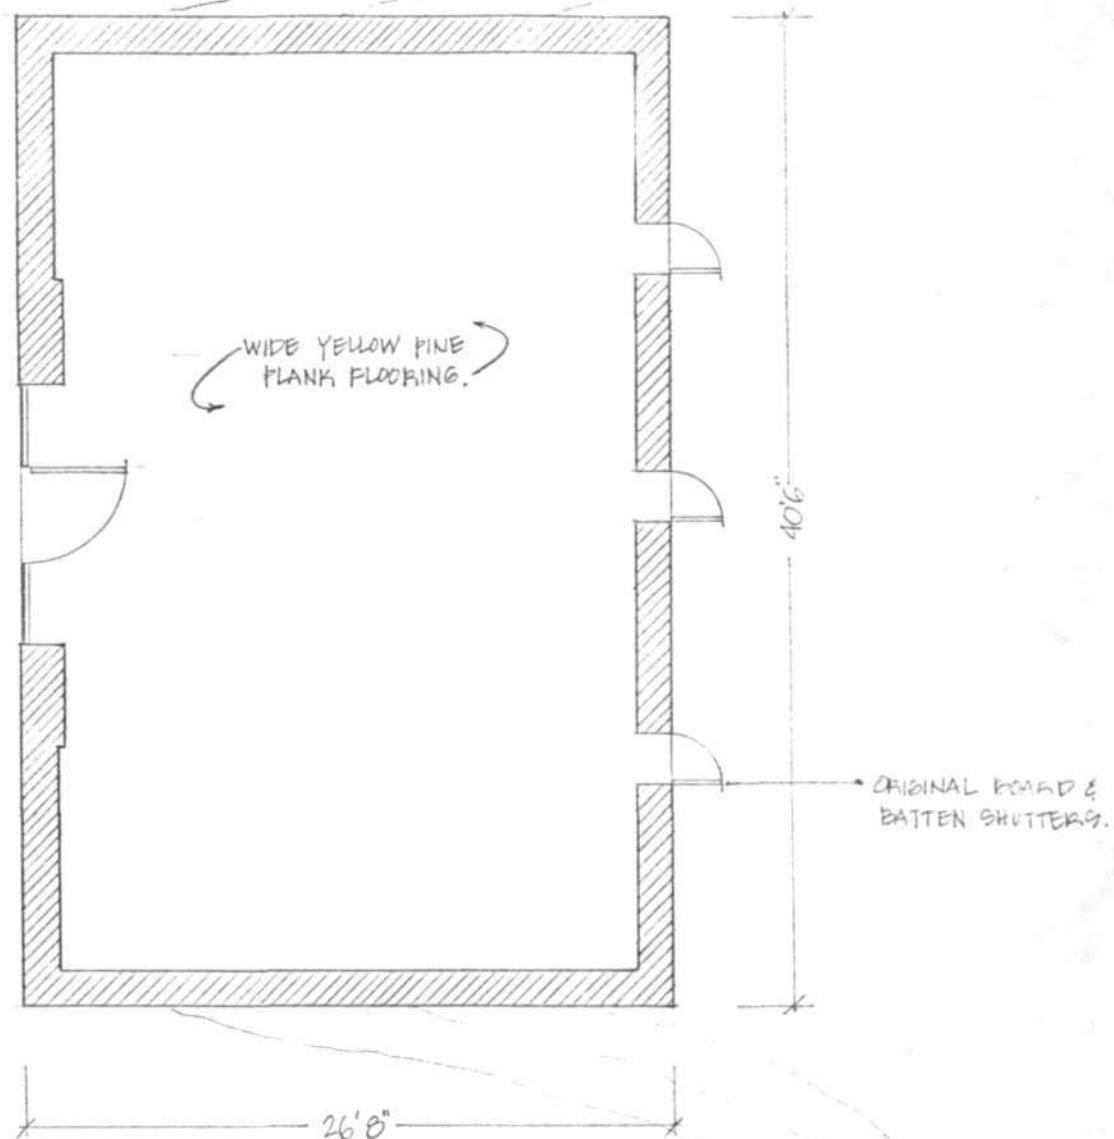 WIDE YELLOW PINE
PLANK FLOORING.
40'6"
ORIGINAL BOARD &
BATTEN SHUTTERS.
26'8"